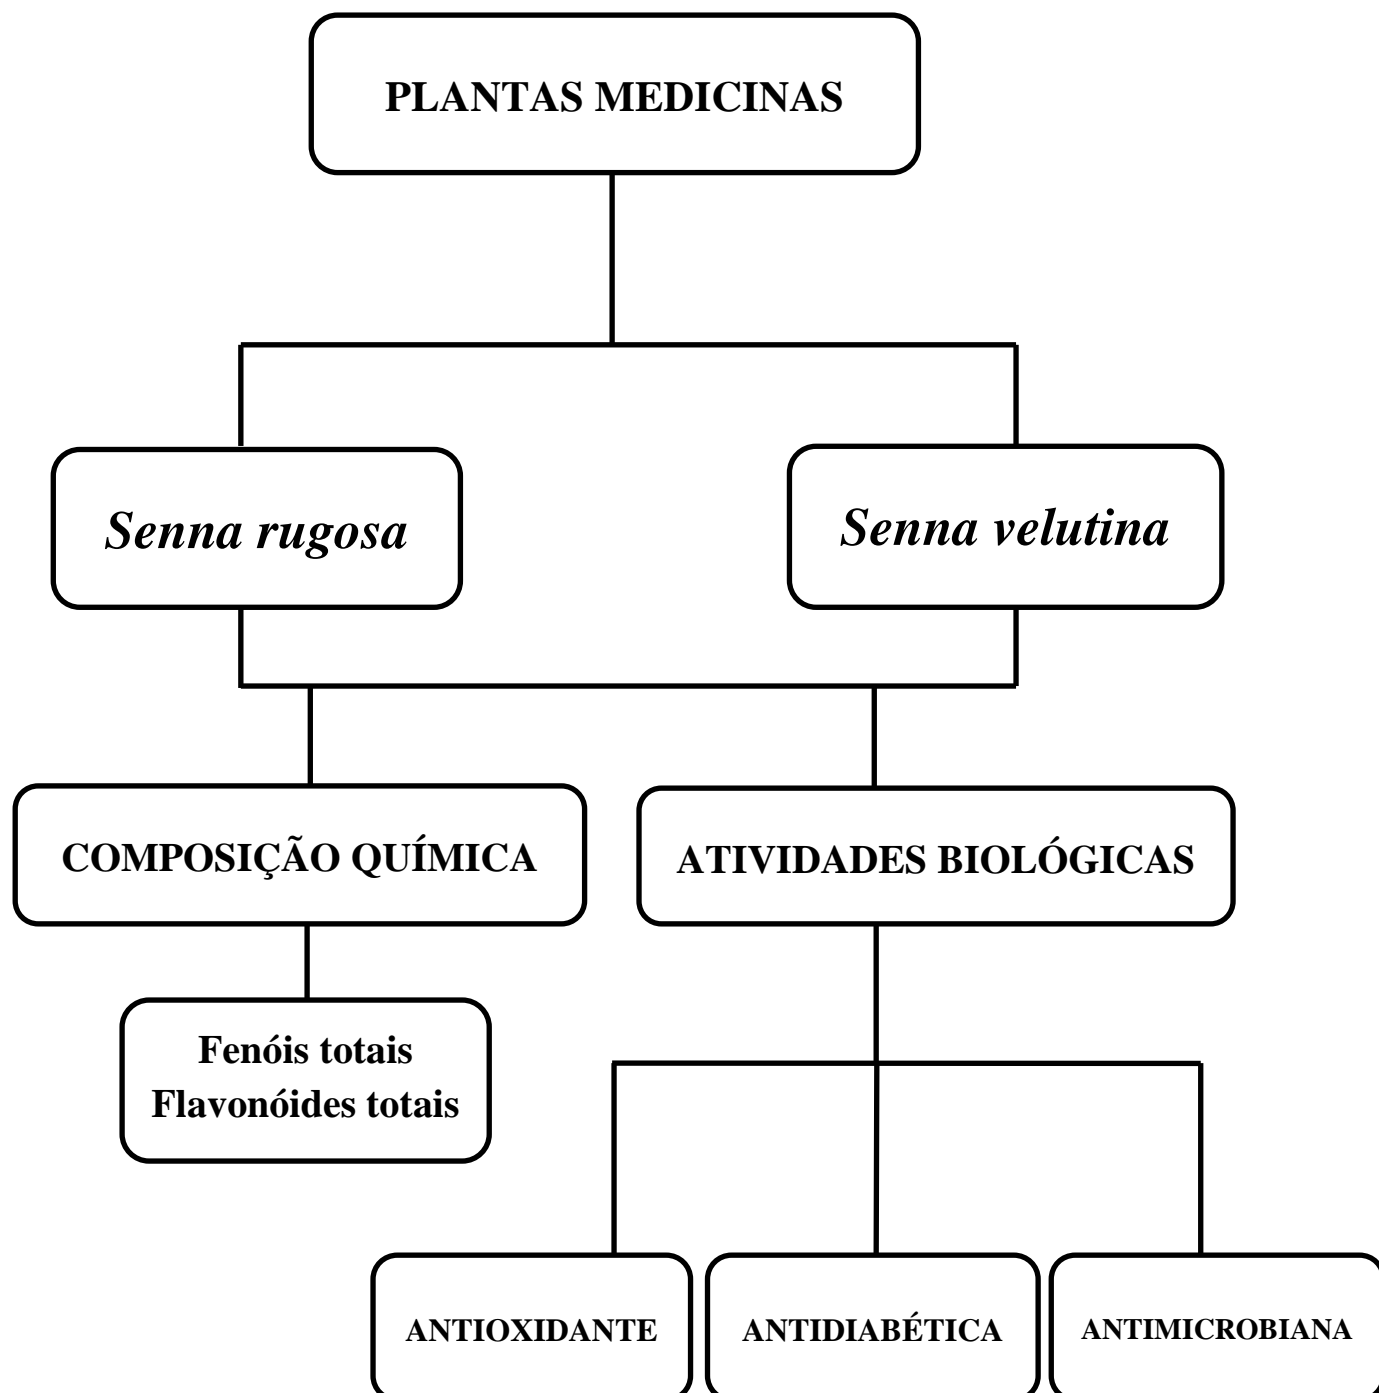 PLANTAS MEDICINAS
Senna rugosa
Senna velutina
COMPOSIÇÃO QUÍMICA
ATIVIDADES BIOLÓGICAS
Fenóis totais
Flavonóides totais
ANTIOXIDANTE
ANTIDIABÉTICA
ANTIMICROBIANA